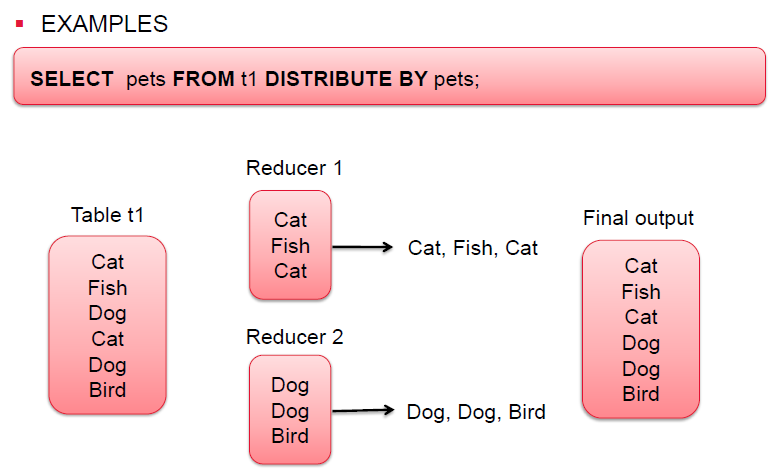 EXAMPLES
SELECT pets FROM t1 DISTRIBUTE BY pets;
Table t1
Cat
Fish
Dog
Cat
Dog
Bird
Reducer 1
Cat
Fish
Cat
Cat, Fish, Cat
Reducer 2
Dog
Dog
Bird
Dog, Dog, Bird
Final output
Cat
Fish
Cat
Dog
Dog
Bird